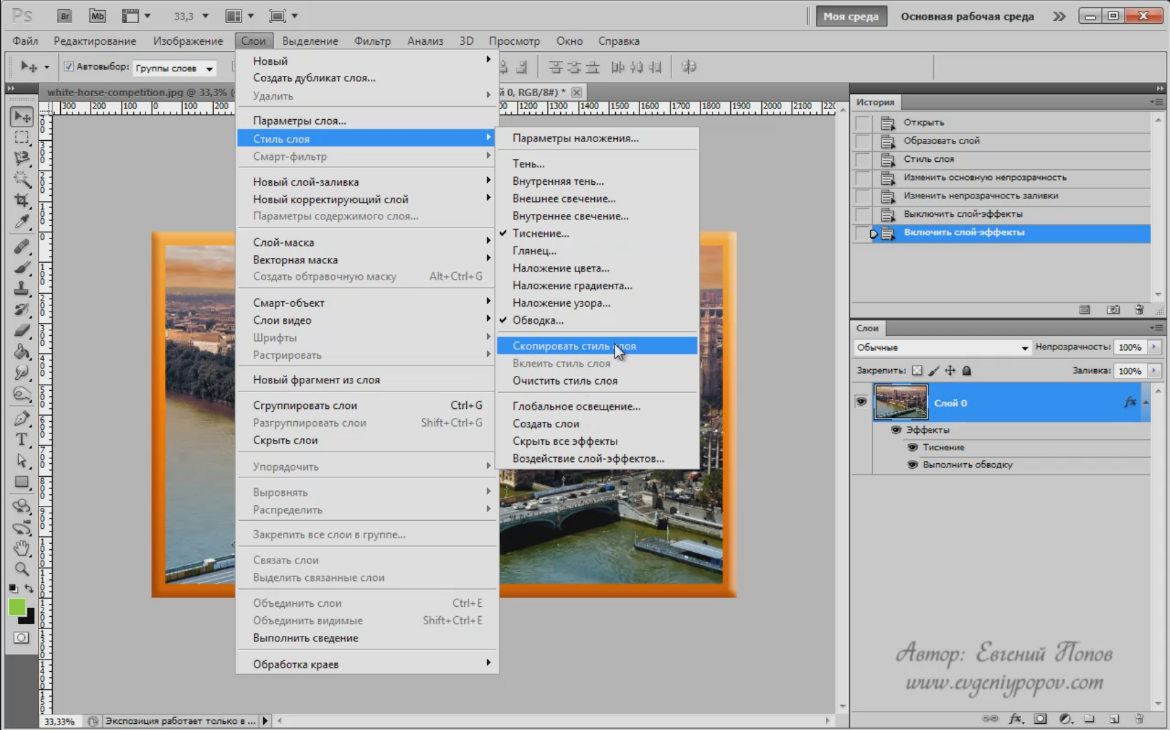 Ps Br Mb 33,3 Моя среда Основная рабочая среда
Файл Редактирование Изображение Слои Выделение Фильтр Анализ 3D Просмотр Окно Справка
Автовыбор: Группы слоев
white-horse-competition.jpg @ 33,3%
й 0, RGB/8#) *
Новый
Создать дубликат слоя...
Удалить
Параметры слоя...
Стиль слоя
Смарт-фильтр
Новый слой-заливка
Новый корректирующий слой
Параметры содержимого слоя...
Слой-маска
Векторная маска
Создать обтравочную маску Alt+Ctrl+G
Смарт-объект
Слои видео
Шрифты
Растрировать
Новый фрагмент из слоя
Сгруппировать слои Ctrl+G
Разгруппировать слои Shift+Ctrl+G
Скрыть слои
Упорядочить
Выровнять
Распределить
Закрепить все слои в группе...
Связать слои
Выделить связанные слои
Объединить слои Ctrl+E
Объединить видимые Shift+Ctrl+E
Выполнить сведение
Обработка краев
Параметры наложения...
Тень...
Внутренняя тень...
Внешнее свечение...
Внутреннее свечение...
Тиснение...
Глянец...
Наложение цвета...
Наложение градиента...
Наложение узора...
Обводка...
Скопировать стиль слоя
Вклеить стиль слоя
Очистить стиль слоя
Глобальное освещение...
Создать слои
Скрыть все эффекты
Воздействие слой-эффектов...
История
Открыть
Образовать слой
Стиль слоя
Изменить основную непрозрачность
Изменить непрозрачность заливки
Выключить слой-эффекты
Включить слой-эффекты
Слои
Обычные Непрозрачность: 100%
Закрепить: Заливка: 100%
Слой 0 fx
Эффекты
Тиснение
Выполнить обводку
Автор: Евгений Попов
www.evgeniypopov.com
33,33% Экспозиция работает только в ...